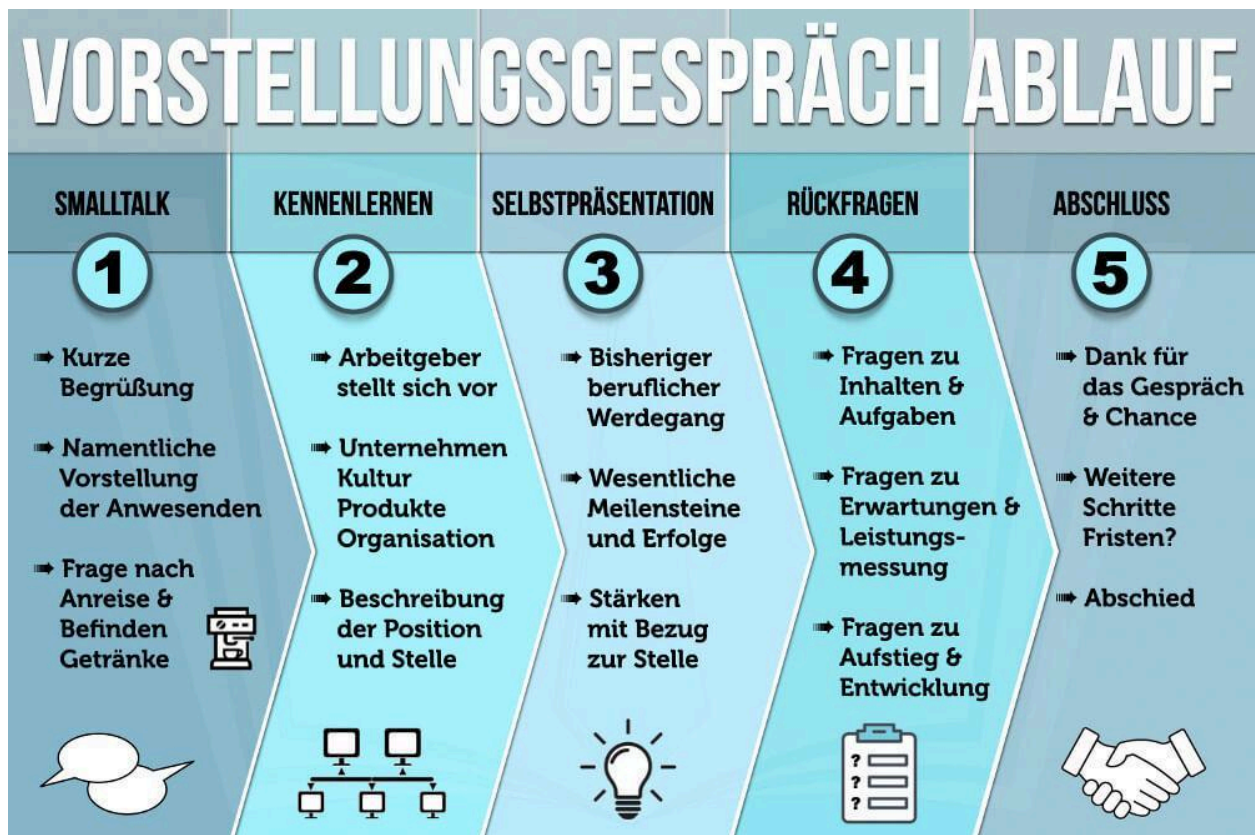 VORSTELLUNGSGESPRÄCH ABLAUF
SMALLTALK
1
➠ Kurze
Begrüßung
➠ Namentliche
Vorstellung
der Anwesenden
➠ Frage nach
Anreise &
Befinden
Getränke
KENNENLERNEN
2
➠ Arbeitgeber
stellt sich vor
➠ Unternehmen
Kultur
Produkte
Organisation
➠ Beschreibung
der Position
und Stelle
SELBSTPRÄSENTATION
3
➠ Bisheriger
beruflicher
Werdegang
➠ Wesentliche
Meilensteine
und Erfolge
➠ Stärken
mit Bezug
zur Stelle
RÜCKFRAGEN
4
➠ Fragen zu
Inhalten &
Aufgaben
➠ Fragen zu
Erwartungen &
Leistungs-
messung
➠ Fragen zu
Aufstieg &
Entwicklung
?
?
?
ABSCHLUSS
5
➠ Dank für
das Gespräch
& Chance
➠ Weitere
Schritte
Fristen?
➠ Abschied